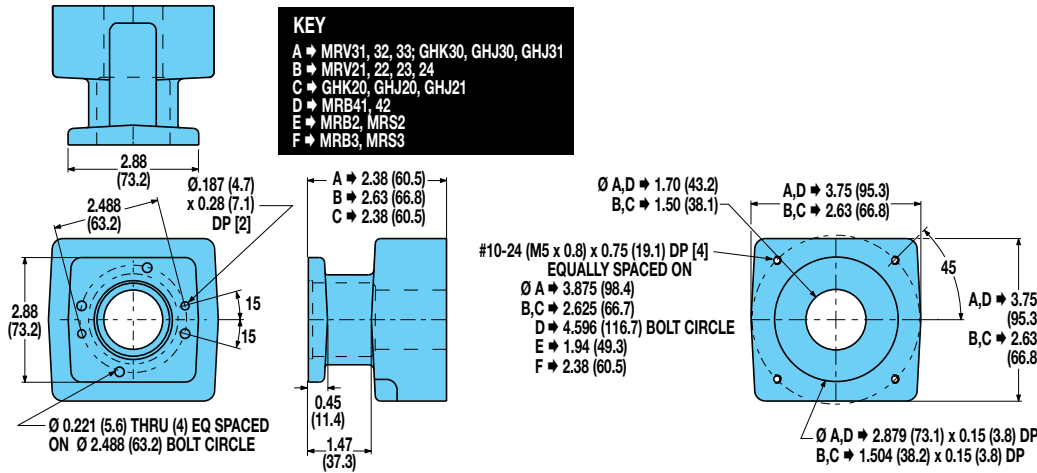 KEY
A ➧ MRV31, 32, 33; GHK30, GHJ30, GHJ31
B ➧ MRV21, 22, 23, 24
C ➧ GHK20, GHJ20, GHJ21
D ➧ MRB41, 42
E ➧ MRB2, MRS2
F ➧ MRB3, MRS3
2.88
(73.2)
Ø.187 (4.7)
x 0.28 (7.1)
DP [2]
2.488
(63.2)
2.88
(73.2)
15
15
Ø 0.221 (5.6) THRU (4) EQ SPACED
ON Ø 2.488 (63.2) BOLT CIRCLE
A ➧ 2.38 (60.5)
B ➧ 2.63 (66.8)
C ➧ 2.38 (60.5)
0.45
(11.4)
1.47
(37.3)
Ø A,D ➧ 1.70 (43.2)
B,C ➧ 1.50 (38.1)
A,D ➧ 3.75 (95.3)
B,C ➧ 2.63 (66.8)
#10-24 (M5 x 0.8) x 0.75 (19.1) DP [4]
EQUALLY SPACED ON
Ø A ➧ 3.875 (98.4)
B,C ➧ 2.625 (66.7)
D ➧ 4.596 (116.7) BOLT CIRCLE
E ➧ 1.94 (49.3)
F ➧ 2.38 (60.5)
45
A,D ➧ 3.75
(95.3
B,C ➧ 2.63
(66.8
Ø A,D ➧ 2.879 (73.1) x 0.15 (3.8) DP
B,C ➧ 1.504 (38.2) x 0.15 (3.8) DP